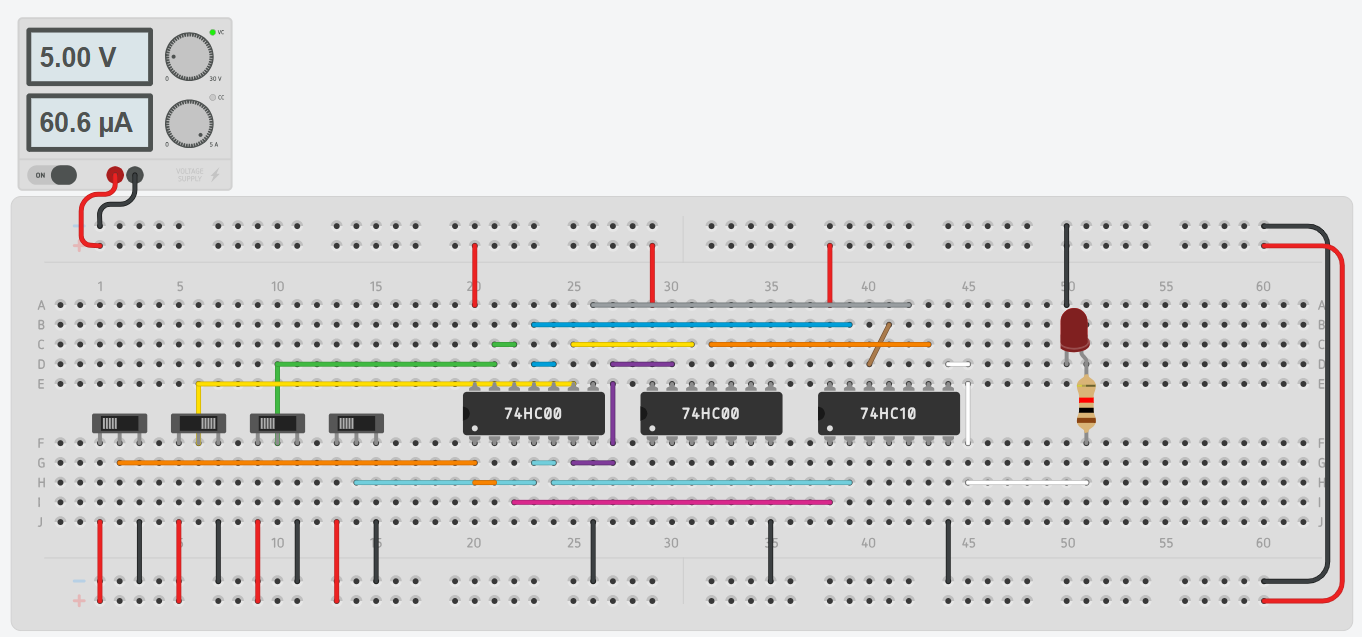 5.00 V
VC
0 30 V
60.6 µA
CC
0 5 A
ON
VOLTAGE
SUPPLY
−
+
1 5 10 15 20 25 30 35 40 45 50 55 60
A A
B B
C C
D D
E E
74HC00 74HC00 74HC10
F F
G G
H H
I I
J J
5 10 15 20 25 30 35 40 45 50 55 60
−
+